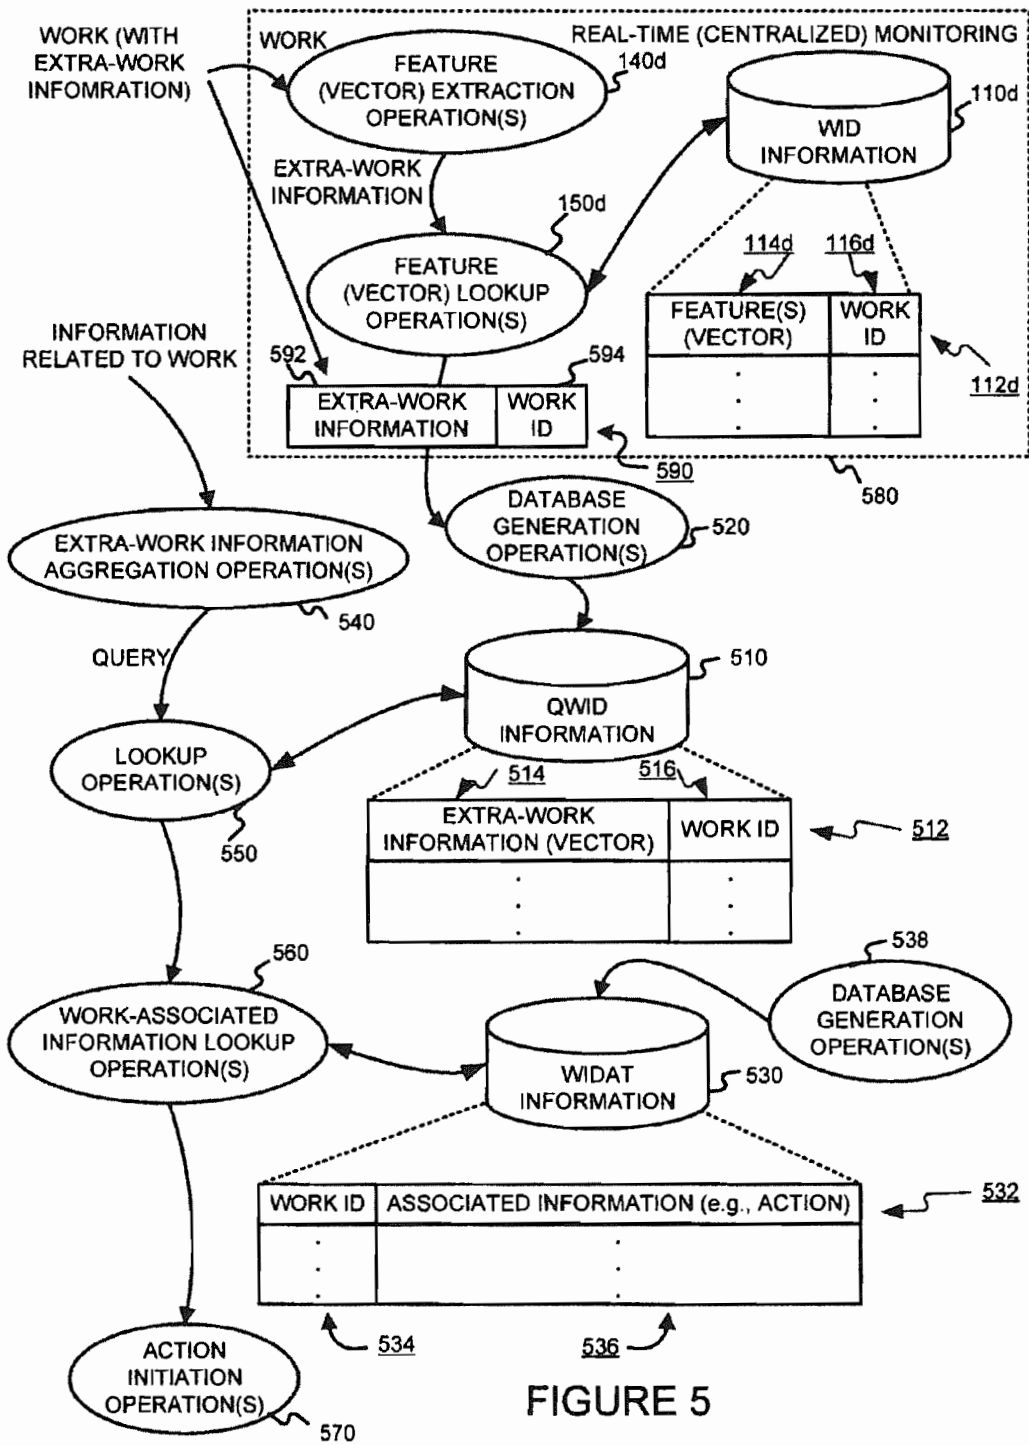 WORK (WITH
EXTRA-WORK
INFOMRATION)
WORK
REAL-TIME (CENTRALIZED) MONITORING
FEATURE
(VECTOR) EXTRACTION
OPERATION(S)
140d
110d
WID
INFORMATION
EXTRA-WORK
INFORMATION
150d
FEATURE
(VECTOR) LOOKUP
OPERATION(S)
114d
116d
FEATURE(S)
(VECTOR)
WORK
ID
112d
INFORMATION
RELATED TO WORK
592
594
EXTRA-WORK
INFORMATION
WORK
ID
590
580
DATABASE
GENERATION
OPERATION(S)
520
EXTRA-WORK INFORMATION
AGGREGATION OPERATION(S)
540
QUERY
510
QWID
INFORMATION
LOOKUP
OPERATION(S)
550
514
516
EXTRA-WORK
INFORMATION (VECTOR)
WORK ID
512
560
538
WORK-ASSOCIATED
INFORMATION LOOKUP
OPERATION(S)
DATABASE
GENERATION
OPERATION(S)
WIDAT
INFORMATION
530
WORK ID
ASSOCIATED INFORMATION (e.g., ACTION)
532
534
536
ACTION
INITIATION
OPERATION(S)
570
FIGURE 5